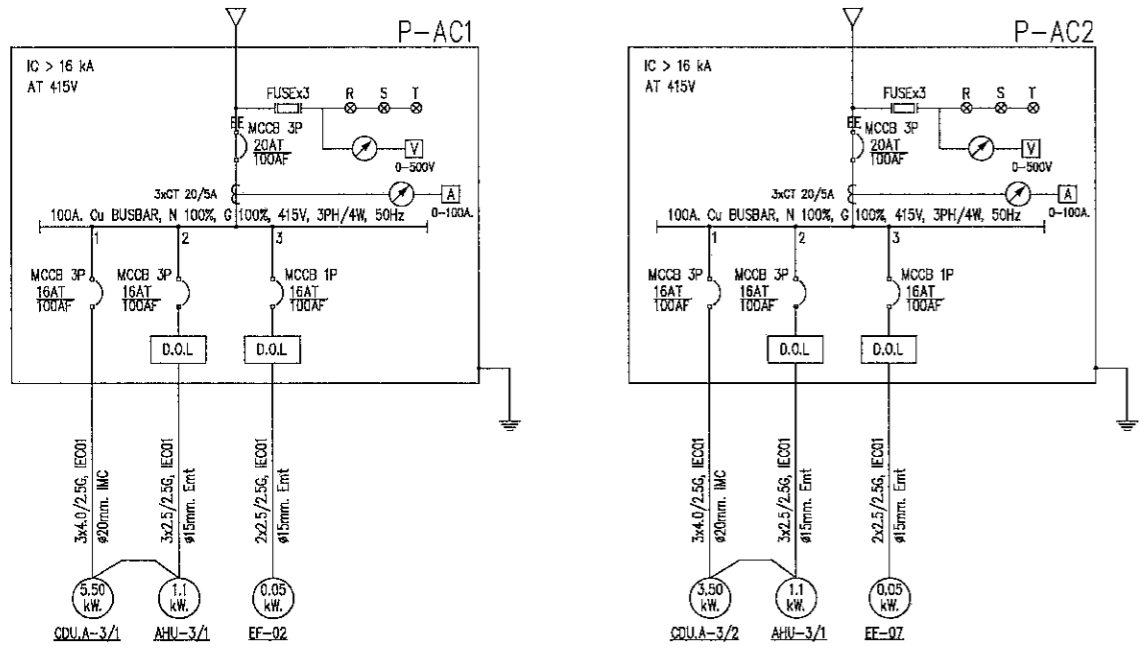 P-AC1
IC > 16 kA
AT 415V
FUSEx3
R S T
EE
MCCB 3P
20AT
100AF
V
0-500V
3xCT 20/5A
A
0-100A.
100A. Cu BUSBAR, N 100%, G 100%, 415V, 3PH/4W, 50Hz
1 2 3
MCCB 3P
16AT
100AF
MCCB 3P
16AT
100AF
MCCB 1P
16AT
100AF
D.O.L
D.O.L
3x4.0/2.5G, IEC01
ø20mm. IMC
3x2.5/2.5G, IEC01
ø15mm. Emt
2x2.5/2.5G, IEC01
ø15mm. Emt
5.50
kW.
1.1
kW.
0.05
kW.
CDU.A-3/1
AHU-3/1
EF-02
P-AC2
IC > 16 kA
AT 415V
FUSEx3
R S T
EE
MCCB 3P
20AT
100AF
V
0-500V
3xCT 20/5A
A
0-100A.
100A. Cu BUSBAR, N 100%, G 100%, 415V, 3PH/4W, 50Hz
1 2 3
MCCB 3P
16AT
100AF
MCCB 3P
16AT
100AF
MCCB 1P
16AT
100AF
D.O.L
D.O.L
3x4.0/2.5G, IEC01
ø20mm. IMC
3x2.5/2.5G, IEC01
ø15mm. Emt
2x2.5/2.5G, IEC01
ø15mm. Emt
3.50
kW.
1.1
kW.
0.05
kW.
CDU.A-3/2
AHU-3/1
EF-07